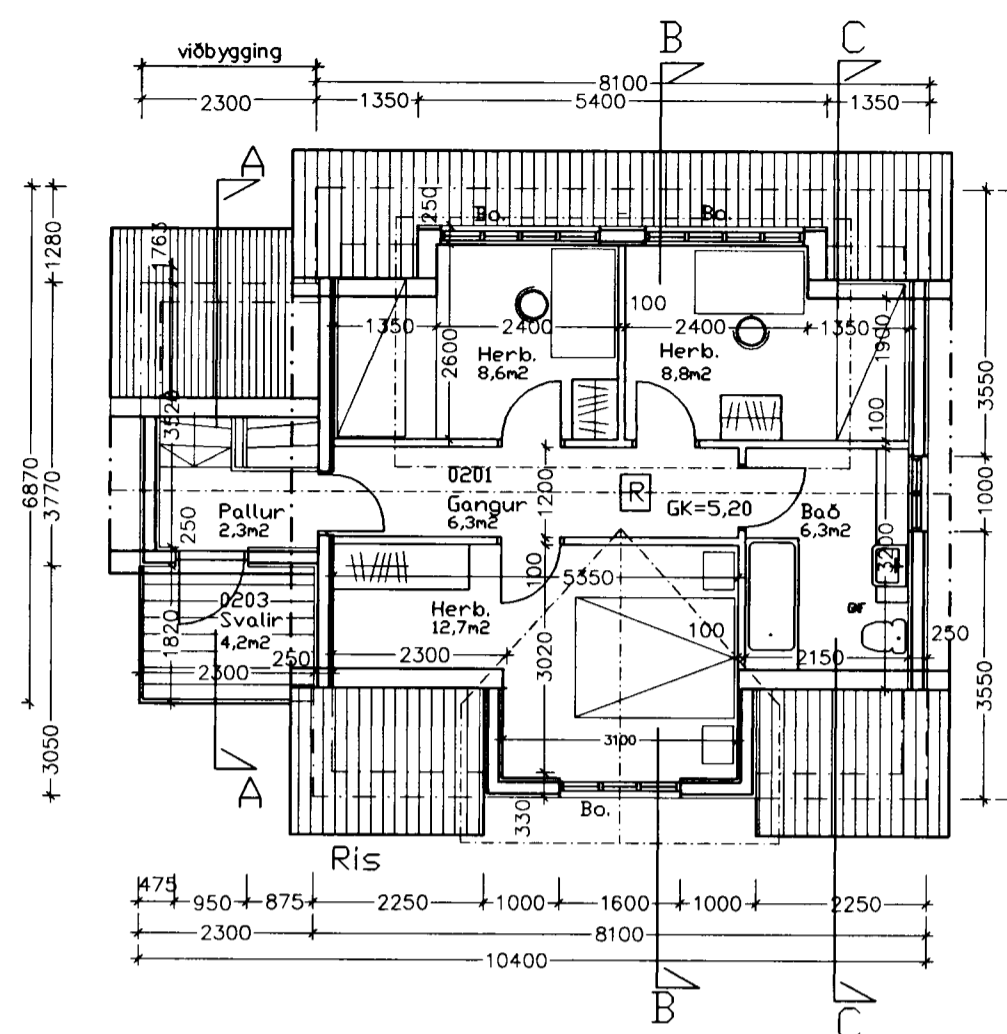 viðbygging
B
C
8100
2300
1350
5400
1350
A
250
Bo.
Bo.
1280
1763
100
1350
2400
2400
1350
1900
2600
Herb.
8,6m2
Herb.
8,8m2
3550
3520
100
6870
3770
0201
Gangur
6,3m2
1200
R
GK=5,20
Bað
6,3m2
1000
Pallur
2,3m2
250
3200
100
5350
0203
Svalir
4,2m2
Herb.
12,7m2
1820
100
250
2300
250
2300
3020
2150
3550
3050
3100
A
330
Bo.
Ris
475
950
875
2250
1000
1600
1000
2250
2300
8100
10400
B
C